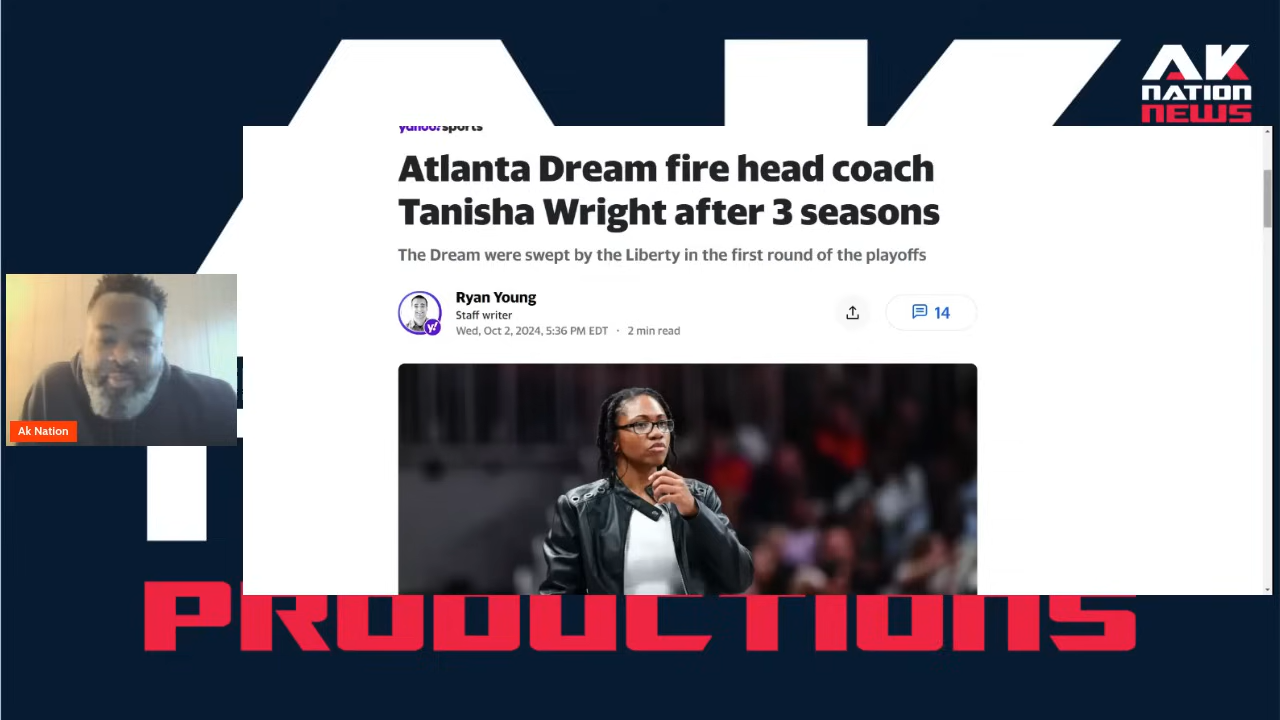 AK
NATION
NEWS
yahoo!sports
Atlanta Dream fire head coach
Tanisha Wright after 3 seasons
The Dream were swept by the Liberty in the first round of the playoffs
Ryan Young
Staff writer
Wed, Oct 2, 2024, 5:36 PM EDT · 2 min read
14
y!
Ak Nation
AK
PRODUCTIONS